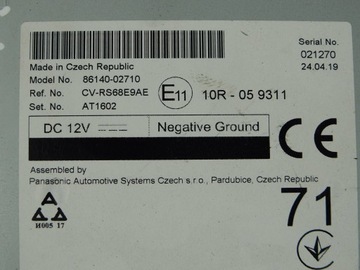 Serial No.
021270
24.04.19
Made in Czech Republic
Model No. 86140-02710
Ref. No. CV-RS68E9AE
Set. No. AT1602
E11 10R - 05 9311
DC 12V Negative Ground
CE
Assembled by
Panasonic Automotive Systems Czech s.r.o., Pardubice, Czech Republic
71
И005 17